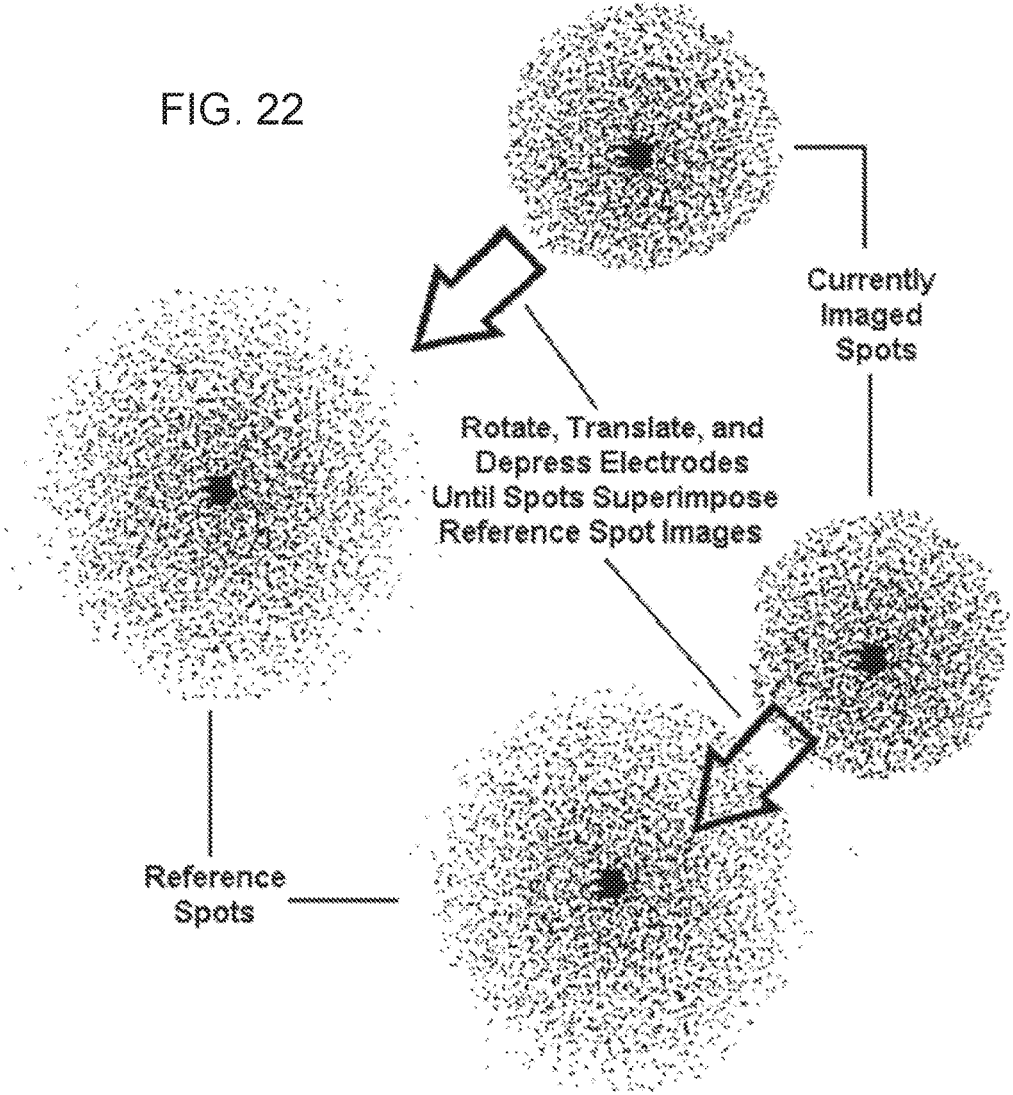 FIG. 22
Currently
Imaged
Spots
Rotate, Translate, and
Depress Electrodes
Until Spots Superimpose
Reference Spot Images
Reference
Spots